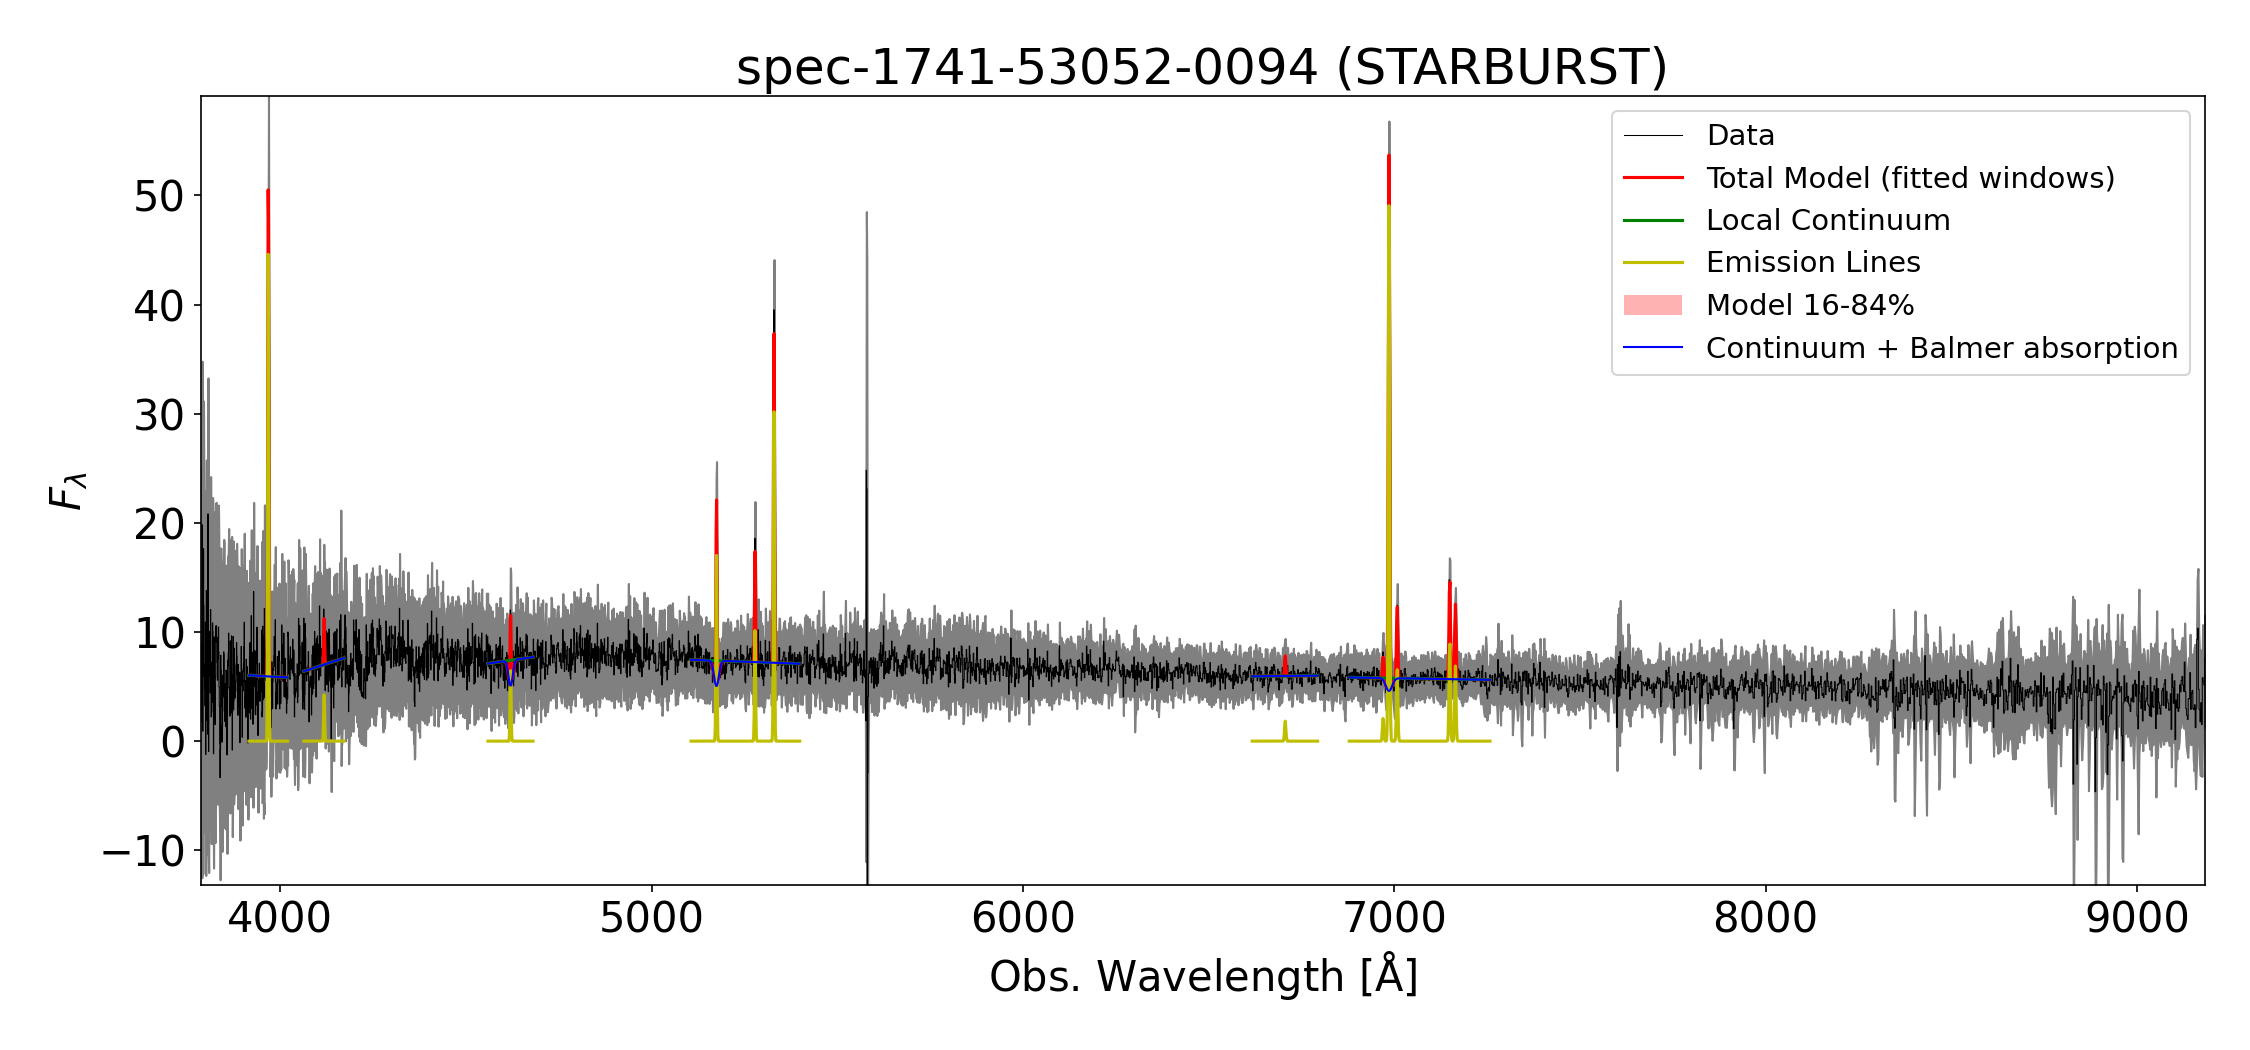 spec-1741-53052-0094 (STARBURST)
Data
Total Model (fitted windows)
Local Continuum
Emission Lines
Model 16-84%
Continuum + Balmer absorption
50
40
30
20
10
0
−10
Fλ
4000 5000 6000 7000 8000 9000
Obs. Wavelength [Å]